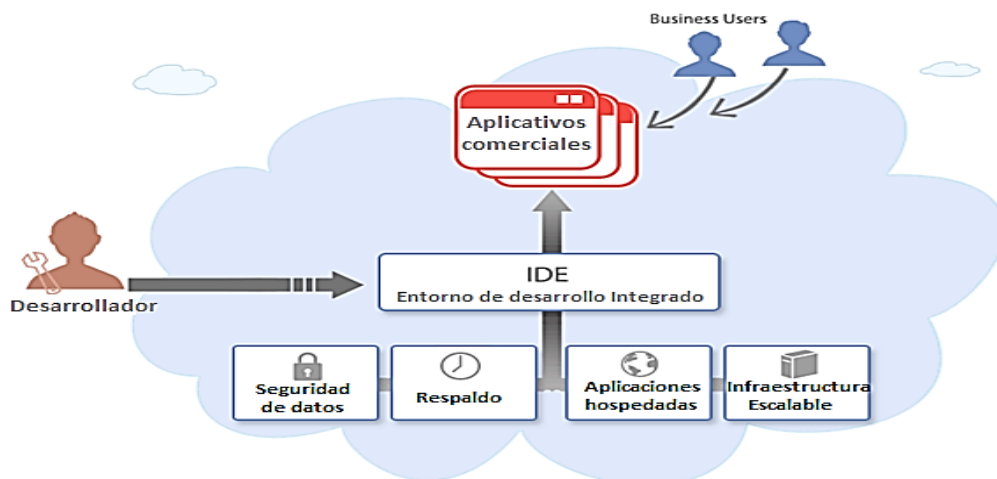 Business Users
Aplicativos
comerciales
IDE
Entorno de desarrollo Integrado
Desarrollador
Seguridad
de datos
Respaldo
Aplicaciones
hospedadas
Infraestructura
Escalable